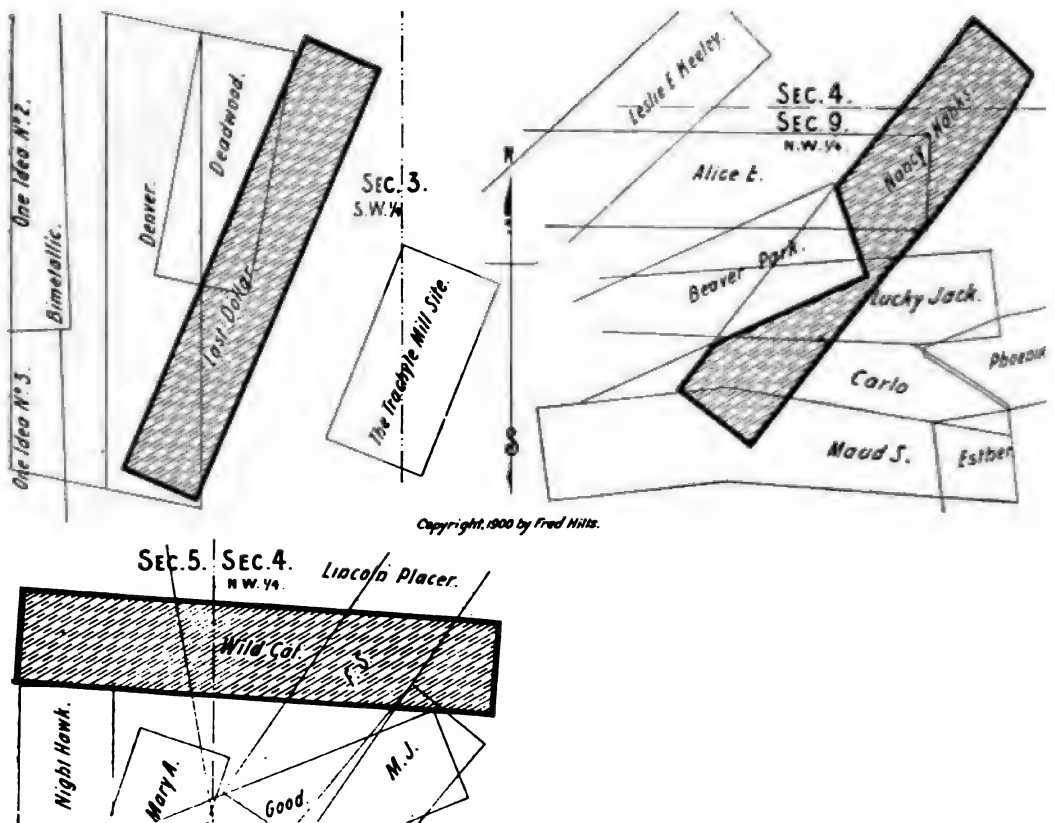 One Idea No. 2.
Bimetallic.
One Idea No. 3.
Denver.
Deadwood.
Last Dollar.
SEC. 3.
S.W. ¼
The Trachyte Mill Site.
Leslie E Keeley.
SEC. 4.
SEC. 9.
N.W. ¼.
Nancy Hanks.
Alice E.
N
S
Beaver Park.
Lucky Jack.
Phoenix
Carlo
Maud S.
Esther.
Copyright, 1900 by Fred Hills.
SEC. 5. SEC. 4.
N W. ¼.
Lincoln Placer.
Wild Cat.
Night Hawk.
Mary A.
Good.
M.J.